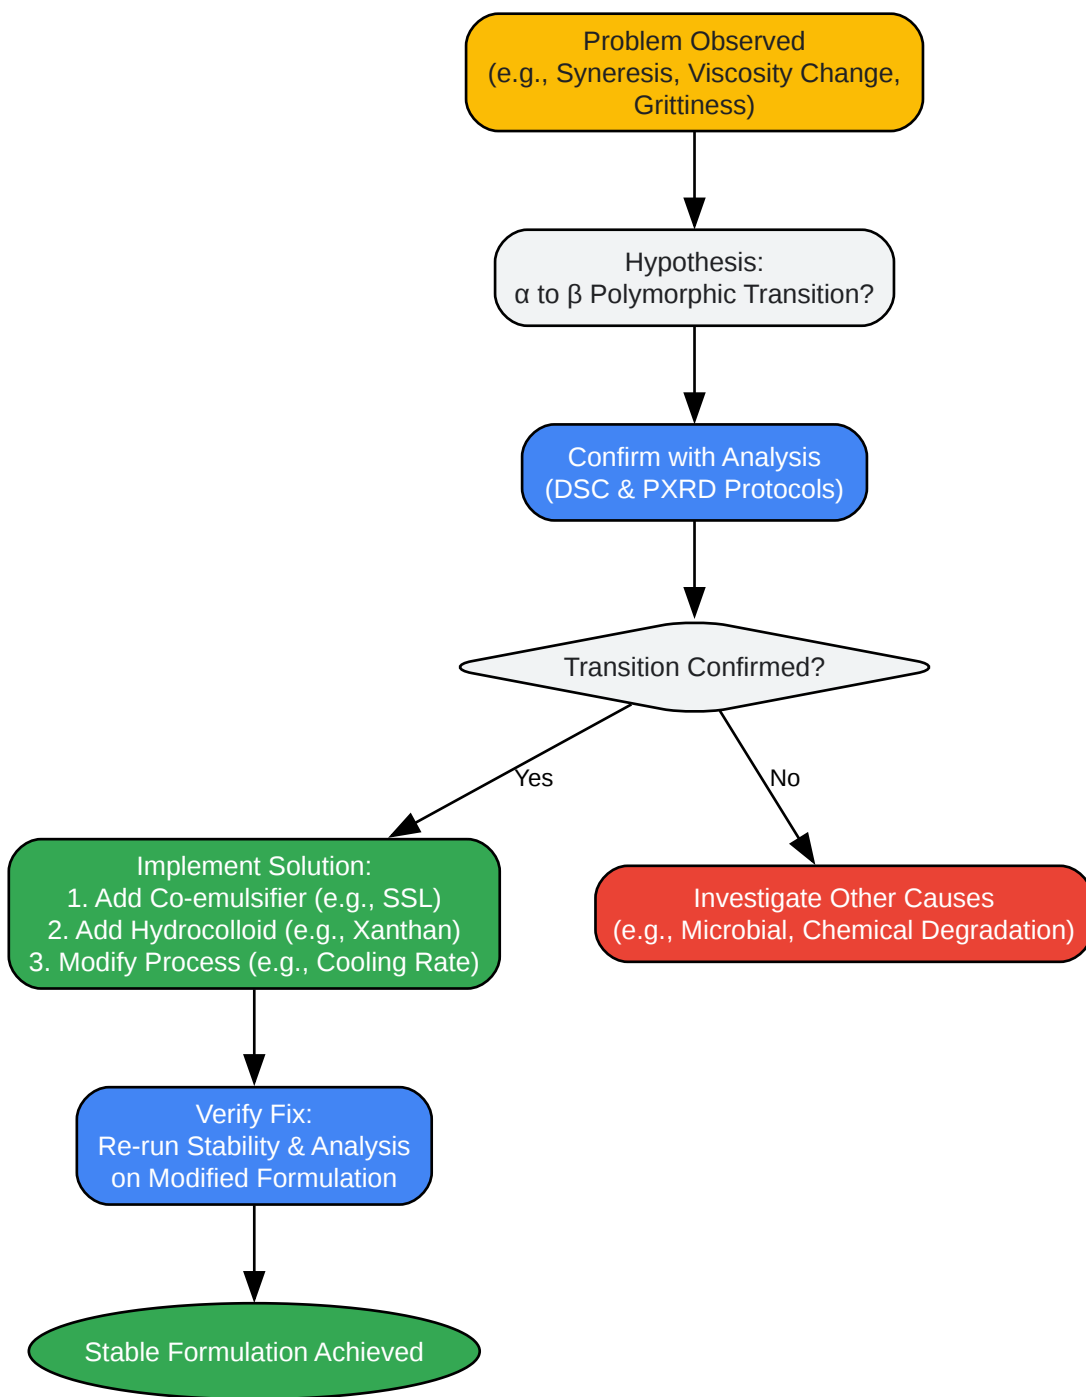 Problem Observed
(e.g., Syneresis, Viscosity Change,
Grittiness)
Hypothesis:
α to β Polymorphic Transition?
Confirm with Analysis
(DSC & PXRD Protocols)
Transition Confirmed?
Yes
No
Implement Solution:
1. Add Co-emulsifier (e.g., SSL)
2. Add Hydrocolloid (e.g., Xanthan)
3. Modify Process (e.g., Cooling Rate)
Investigate Other Causes
(e.g., Microbial, Chemical Degradation)
Verify Fix:
Re-run Stability & Analysis
on Modified Formulation
Stable Formulation Achieved